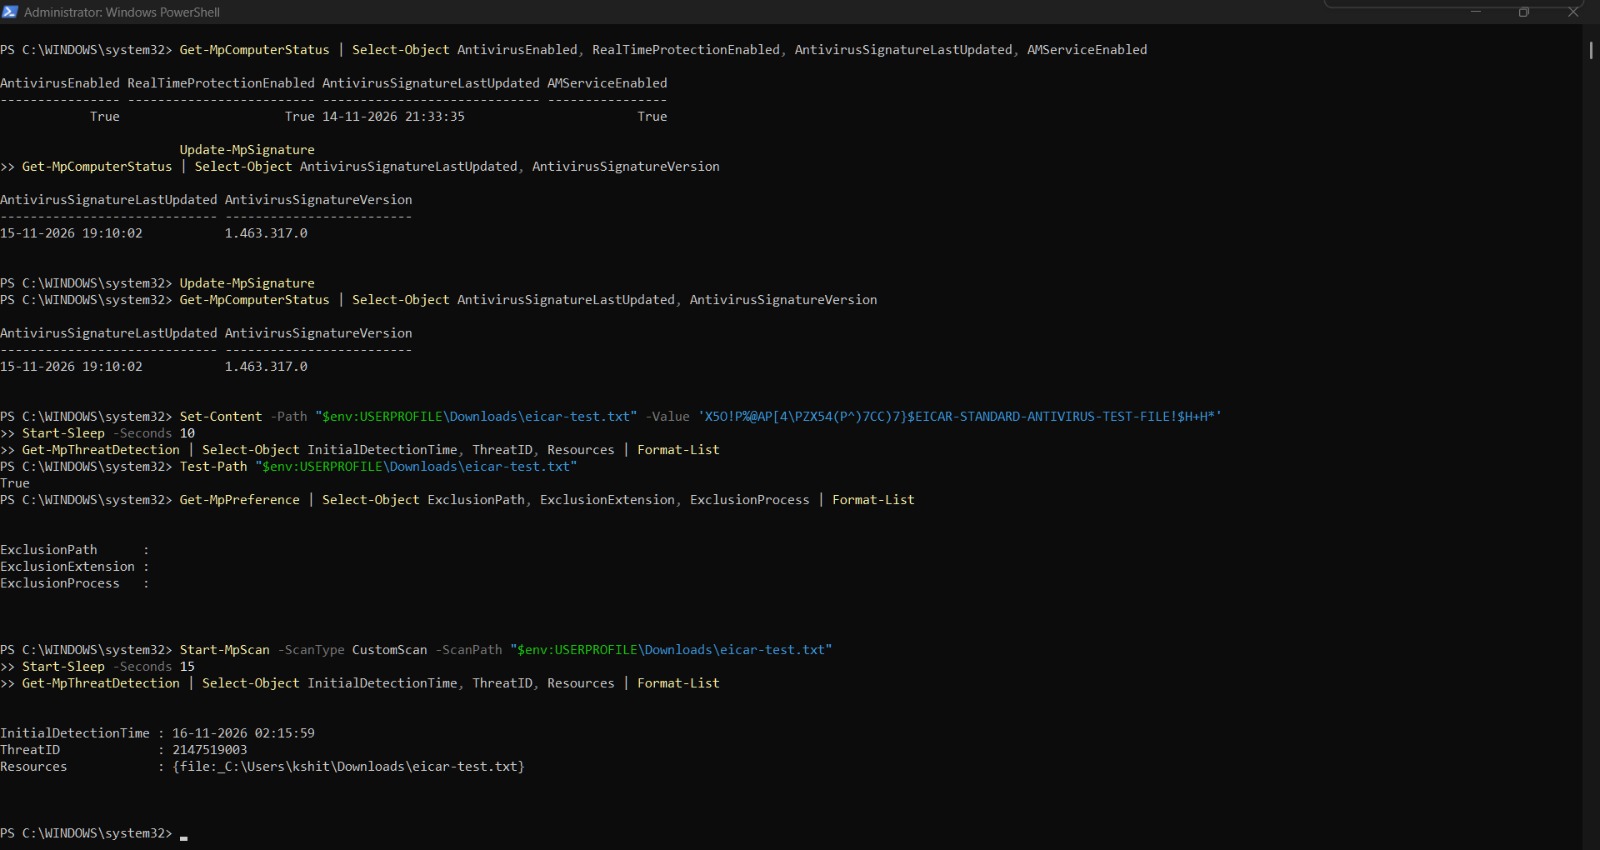 Administrator: Windows PowerShell
PS C:\WINDOWS\system32> Get-MpComputerStatus | Select-Object AntivirusEnabled, RealTimeProtectionEnabled, AntivirusSignatureLastUpdated, AMServiceEnabled
AntivirusEnabled RealTimeProtectionEnabled AntivirusSignatureLastUpdated AMServiceEnabled
---------------- ------------------------- ----------------------------- ----------------
True True 14-11-2026 21:33:35 True
Update-MpSignature
>> Get-MpComputerStatus | Select-Object AntivirusSignatureLastUpdated, AntivirusSignatureVersion
AntivirusSignatureLastUpdated AntivirusSignatureVersion
----------------------------- -------------------------
15-11-2026 19:10:02 1.463.317.0
PS C:\WINDOWS\system32> Update-MpSignature
PS C:\WINDOWS\system32> Get-MpComputerStatus | Select-Object AntivirusSignatureLastUpdated, AntivirusSignatureVersion
AntivirusSignatureLastUpdated AntivirusSignatureVersion
----------------------------- -------------------------
15-11-2026 19:10:02 1.463.317.0
PS C:\WINDOWS\system32> Set-Content -Path "$env:USERPROFILE\Downloads\eicar-test.txt" -Value 'X5O!P%@AP[4\PZX54(P^)7CC)7}$EICAR-STANDARD-ANTIVIRUS-TEST-FILE!$H+H*'
>> Start-Sleep -Seconds 10
>> Get-MpThreatDetection | Select-Object InitialDetectionTime, ThreatID, Resources | Format-List
PS C:\WINDOWS\system32> Test-Path "$env:USERPROFILE\Downloads\eicar-test.txt"
True
PS C:\WINDOWS\system32> Get-MpPreference | Select-Object ExclusionPath, ExclusionExtension, ExclusionProcess | Format-List
ExclusionPath :
ExclusionExtension :
ExclusionProcess :
PS C:\WINDOWS\system32> Start-MpScan -ScanType CustomScan -ScanPath "$env:USERPROFILE\Downloads\eicar-test.txt"
>> Start-Sleep -Seconds 15
>> Get-MpThreatDetection | Select-Object InitialDetectionTime, ThreatID, Resources | Format-List
InitialDetectionTime : 16-11-2026 02:15:59
ThreatID : 2147519003
Resources : {file:_C:\Users\kshit\Downloads\eicar-test.txt}
PS C:\WINDOWS\system32>